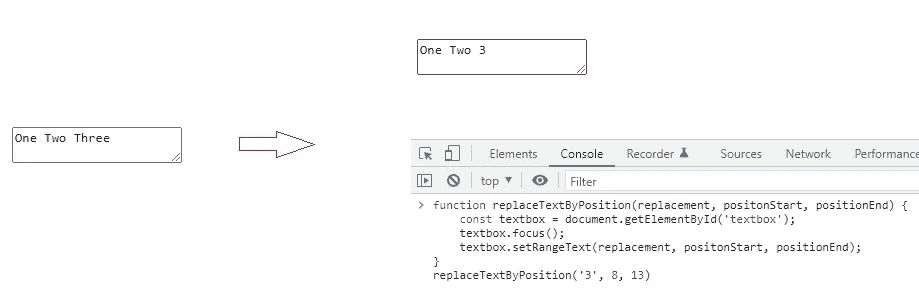 One Two Three
One Two 3
Elements Console Recorder Sources Network Performance
top ▼ Filter
> function replaceTextByPosition(replacement, positonStart, positionEnd) {
const textbox = document.getElementById('textbox');
textbox.focus();
textbox.setRangeText(replacement, positonStart, positionEnd);
}
replaceTextByPosition('3', 8, 13)